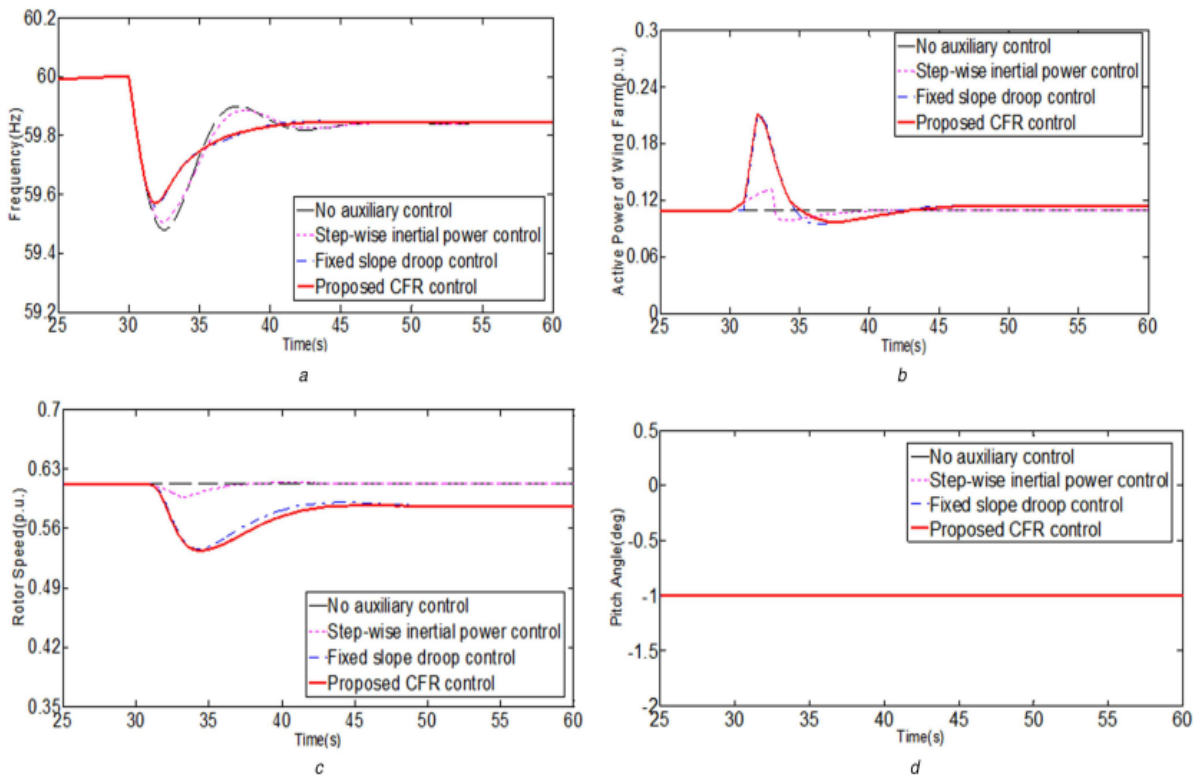 60.2
60
59.8
59.6
59.4
59.2
Frequency(Hz)
No auxiliary control
Step-wise inertial power control
Fixed slope droop control
Proposed CFR control
25 30 35 40 45 50 55 60
Time(s)
a
0.3
0.24
0.18
0.12
0.06
0
Active Power of Wind Farm(p.u.)
No auxiliary control
Step-wise inertial power control
Fixed slope droop control
Proposed CFR control
25 30 35 40 45 50 55 60
Time(s)
b
0.7
0.63
0.56
0.49
0.42
0.35
Rotor Speed(p.u.)
No auxiliary control
Step-wise inertial power control
Fixed slope droop control
Proposed CFR control
25 30 35 40 45 50 55 60
Time(s)
c
0.5
0
-0.5
-1
-1.5
-2
Pitch Angle(deg)
No auxiliary control
Step-wise inertial power control
Fixed slope droop control
Proposed CFR control
25 30 35 40 45 50 55 60
Time(s)
d